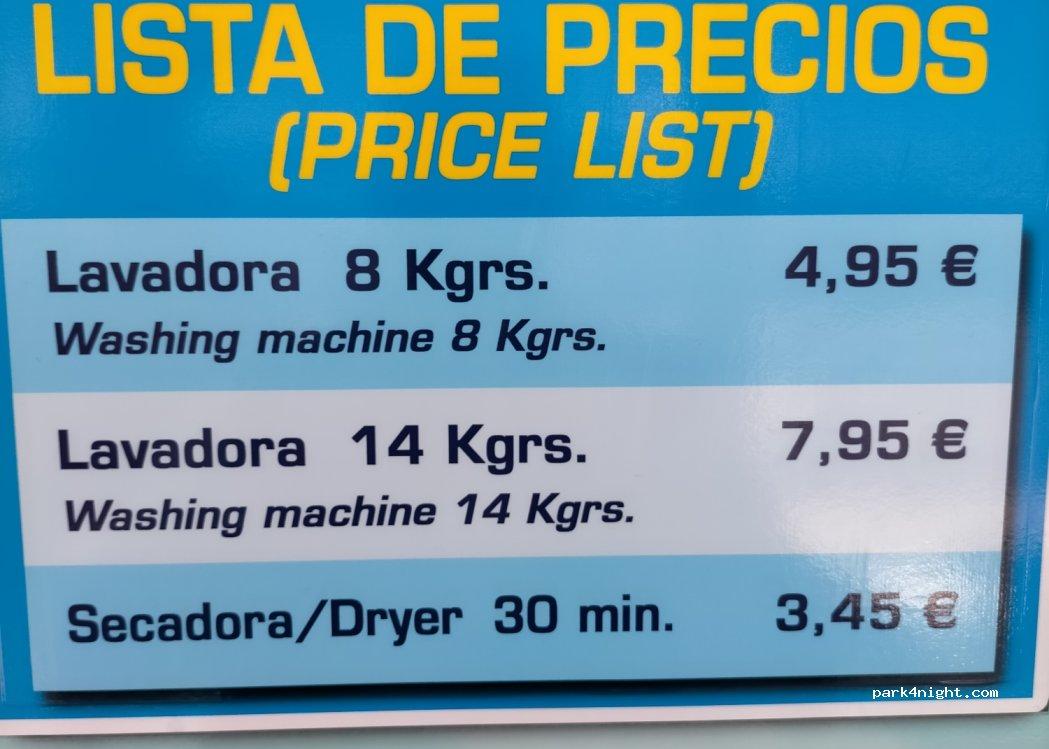 LISTA DE PRECIOS
(PRICE LIST)
Lavadora 8 Kgrs. 4,95 €
Washing machine 8 Kgrs.
Lavadora 14 Kgrs. 7,95 €
Washing machine 14 Kgrs.
Secadora/Dryer 30 min. 3,45 €
park4night.com